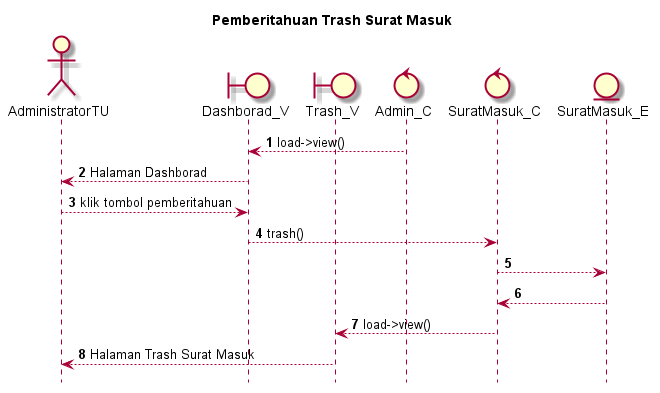 Pemberitahuan Trash Surat Masuk
AdministratorTU
Dashborad_V
Trash_V
Admin_C
SuratMasuk_C
SuratMasuk_E
1 load->view()
2 Halaman Dashborad
3 klik tombol pemberitahuan
4 trash()
5
6
7 load->view()
8 Halaman Trash Surat Masuk